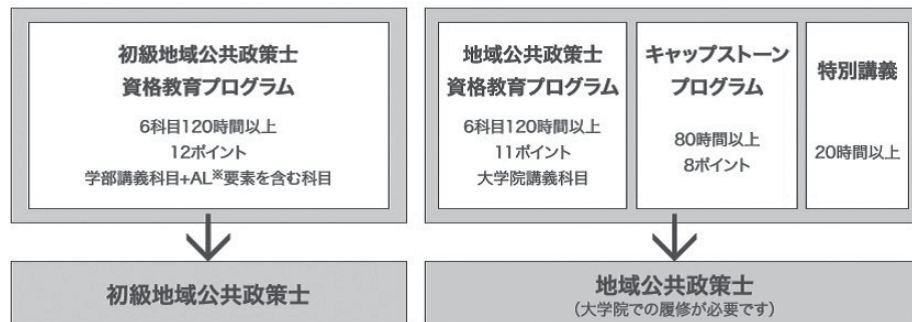 初級地域公共政策士
資格教育プログラム
6科目120時間以上
12ポイント
学部講義科目+AL※要素を含む科目
地域公共政策士
資格教育プログラム
6科目120時間以上
11ポイント
大学院講義科目
キャップストーン
プログラム
80時間以上
8ポイント
特別講義
20時間以上
初級地域公共政策士
地域公共政策士
(大学院での履修が必要です)